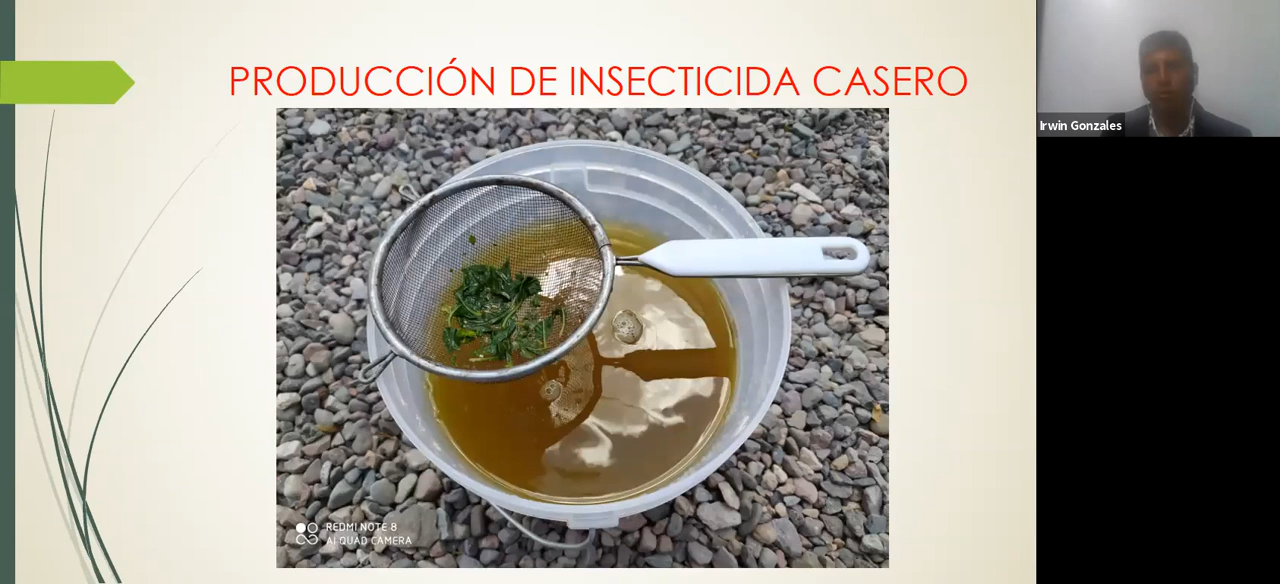 PRODUCCIÓN DE INSECTICIDA CASERO
Irwin Gonzales
REDMI NOTE 8
AI QUAD CAMERA